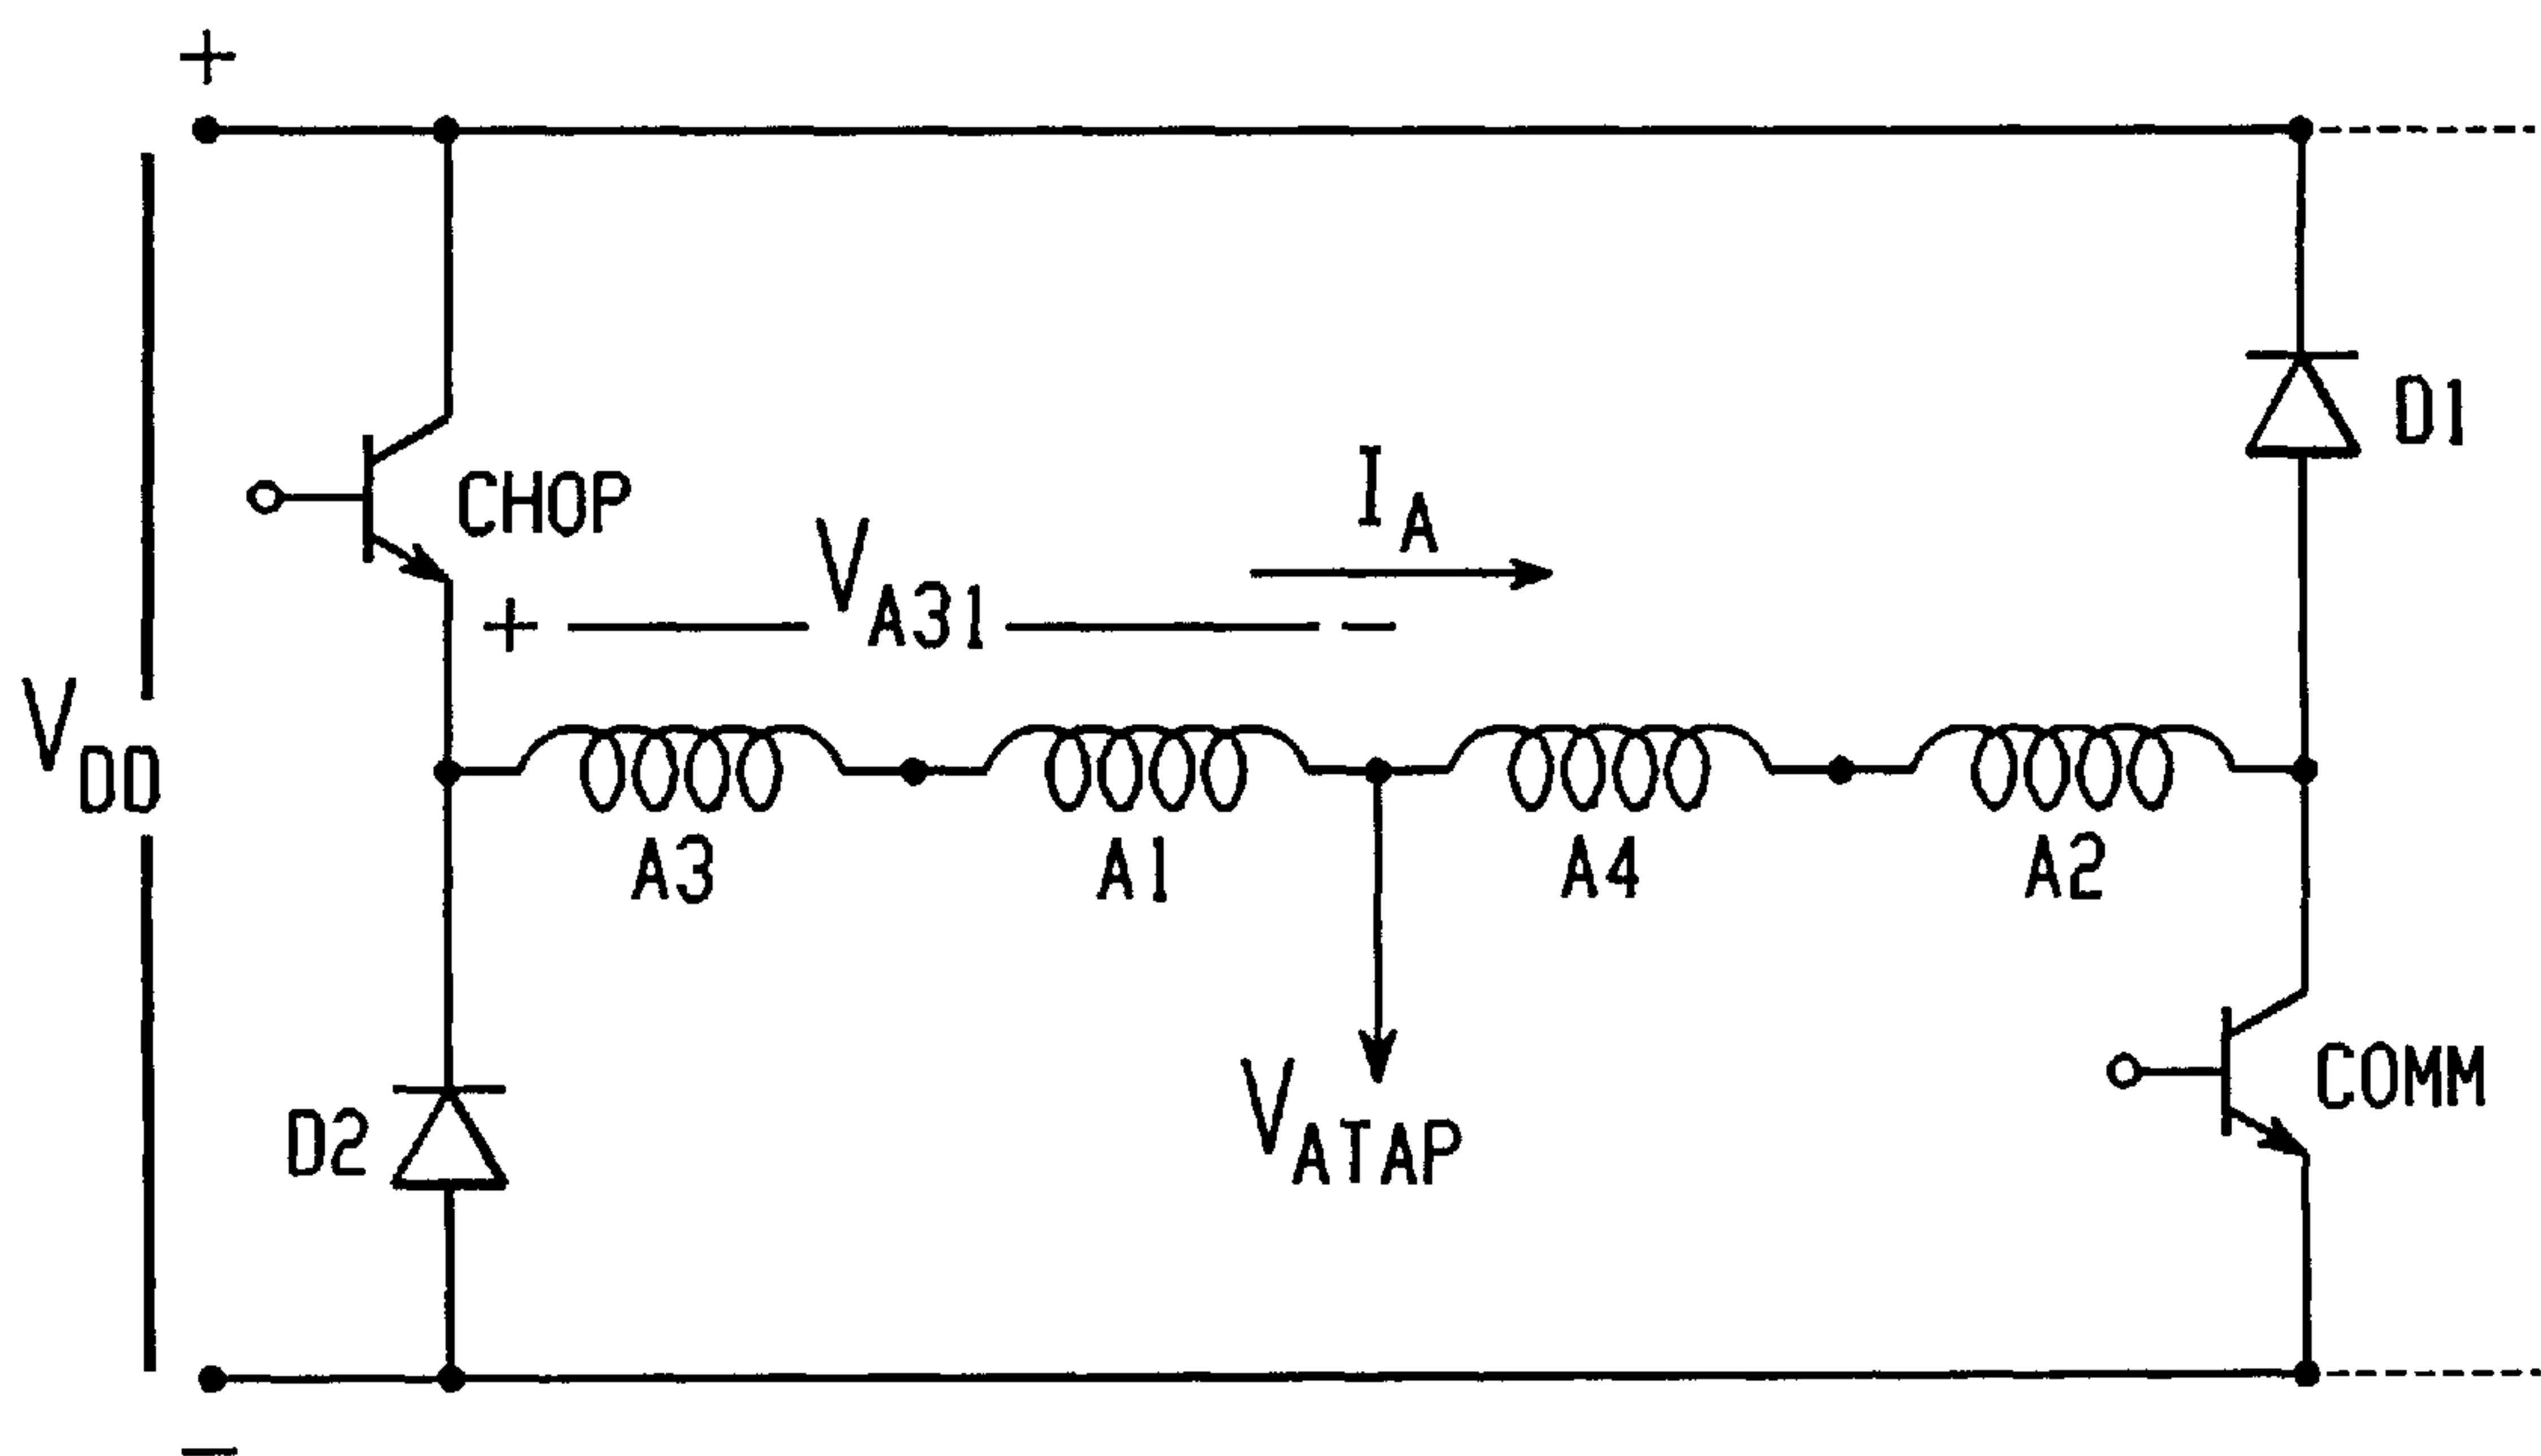 +
D1
CHOP
I_A
+ V_A31 −
V_DD
A3 A1 A4 A2
COMM
D2
V_ATAP
−